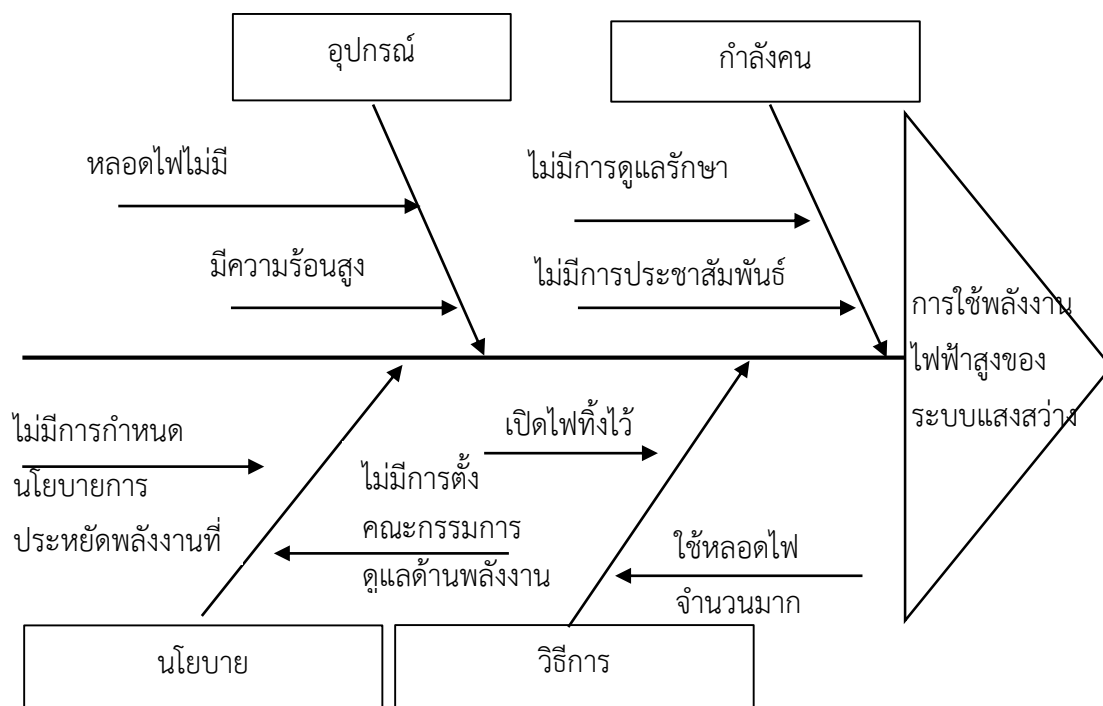 อุปกรณ์
กำลังคน
หลอดไฟไม่มี
ไม่มีการดูแลรักษา
มีความร้อนสูง
ไม่มีการประชาสัมพันธ์
การใช้พลังงาน
ไฟฟ้าสูงของ
ระบบแสงสว่าง
ไม่มีการกำหนด
นโยบายการ
ประหยัดพลังงานที่
ไม่มีการตั้ง
คณะกรรมการ
ดูแลด้านพลังงาน
เปิดไฟทิ้งไว้
ใช้หลอดไฟ
จำนวนมาก
นโยบาย
วิธีการ